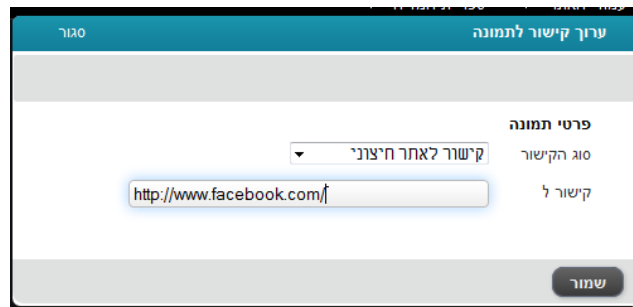 ערוך קישור לתמונה סגור
פרטי תמונה
סוג הקישור קישור לאתר חיצוני
קישור ל http://www.facebook.com/
שמור